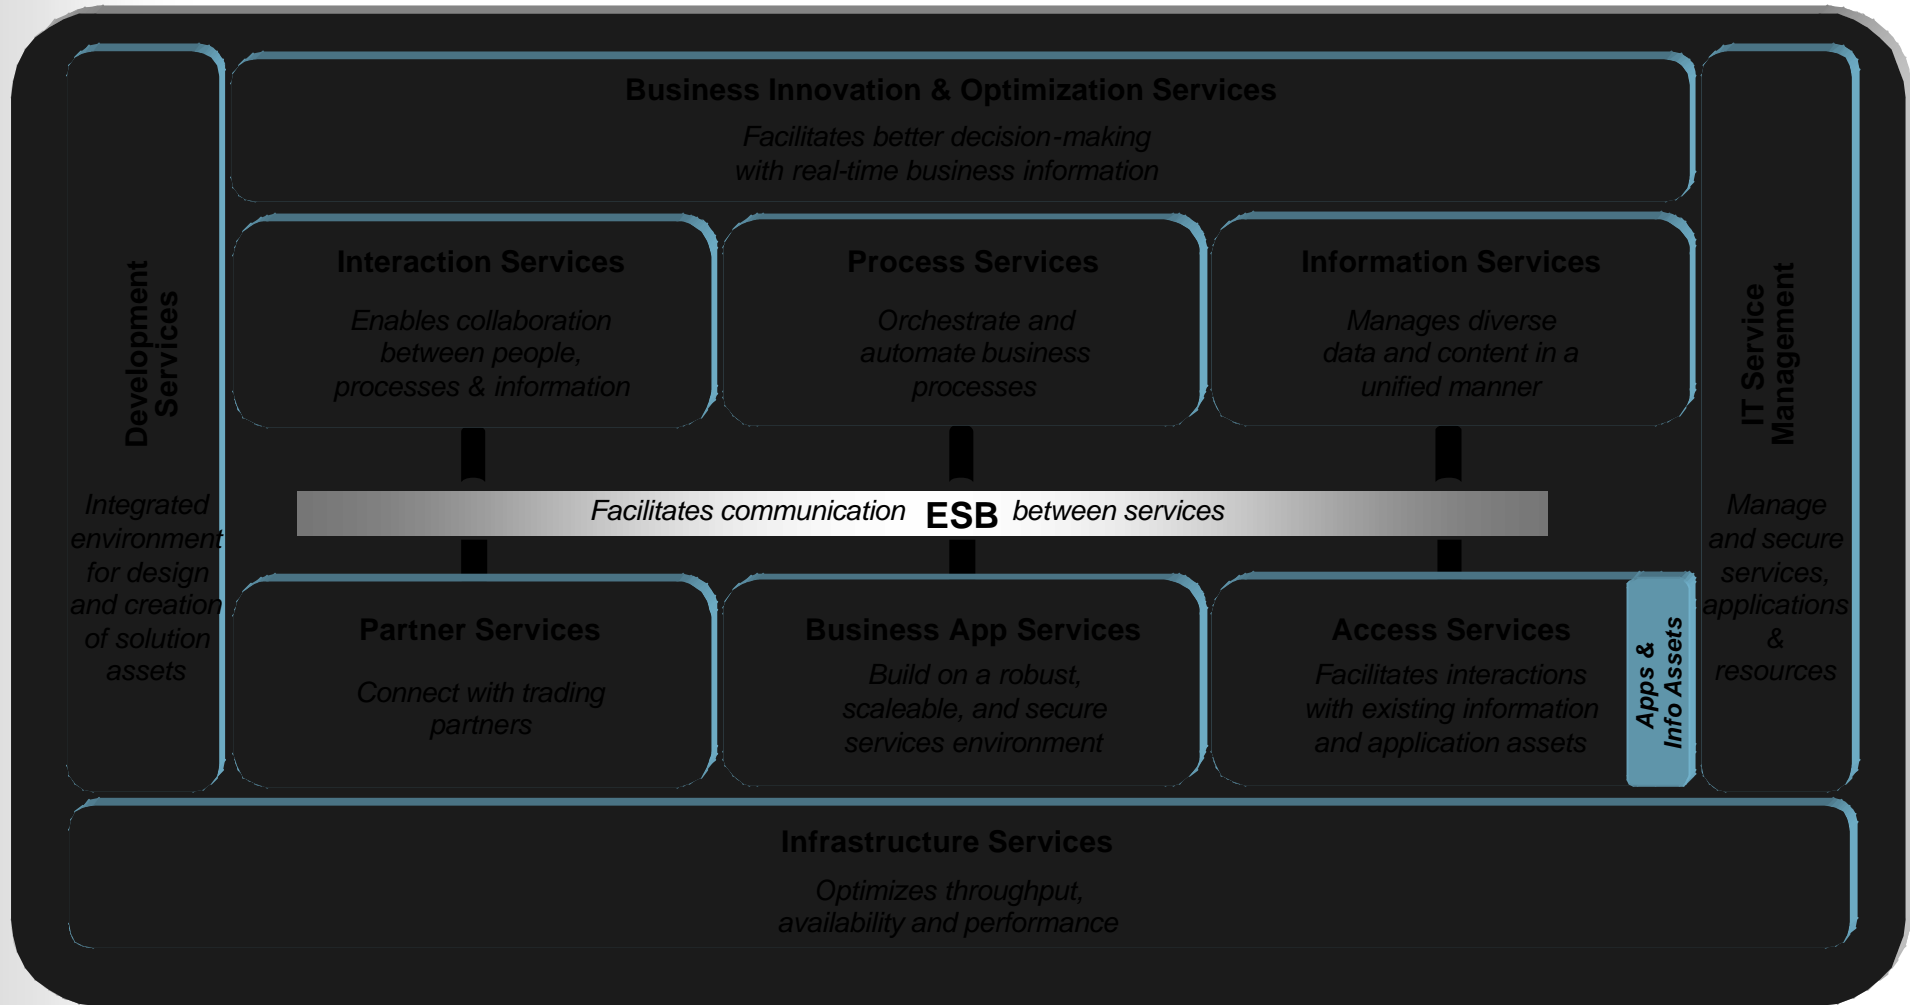 Business Innovation & Optimization Services
Facilitates better decision-making
with real-time business information
Development
Services
Integrated
environment
for design
and creation
of solution
assets
Interaction Services
Enables collaboration
between people,
processes & information
Process Services
Orchestrate and
automate business
processes
Information Services
Manages diverse
data and content in a
unified manner
IT Service
Management
Manage
and secure
services,
applications
&
resources
Facilitates communication ESB between services
Partner Services
Connect with trading
partners
Business App Services
Build on a robust,
scaleable, and secure
services environment
Access Services
Facilitates interactions
with existing information
and application assets
Apps &
Info Assets
Infrastructure Services
Optimizes throughput,
availability and performance